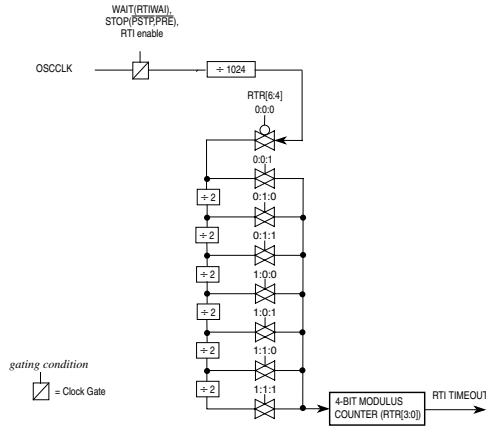 WAIT(RTIWAI),
STOP(PSTP,PRE),
RTI enable
OSCCLK
÷ 1024
RTR[6:4]
0:0:0
0:0:1
÷ 2
0:1:0
÷ 2
0:1:1
÷ 2
1:0:0
÷ 2
1:0:1
÷ 2
1:1:0
÷ 2
1:1:1
gating condition
= Clock Gate
4-BIT MODULUS
COUNTER (RTR[3:0])
RTI TIMEOUT